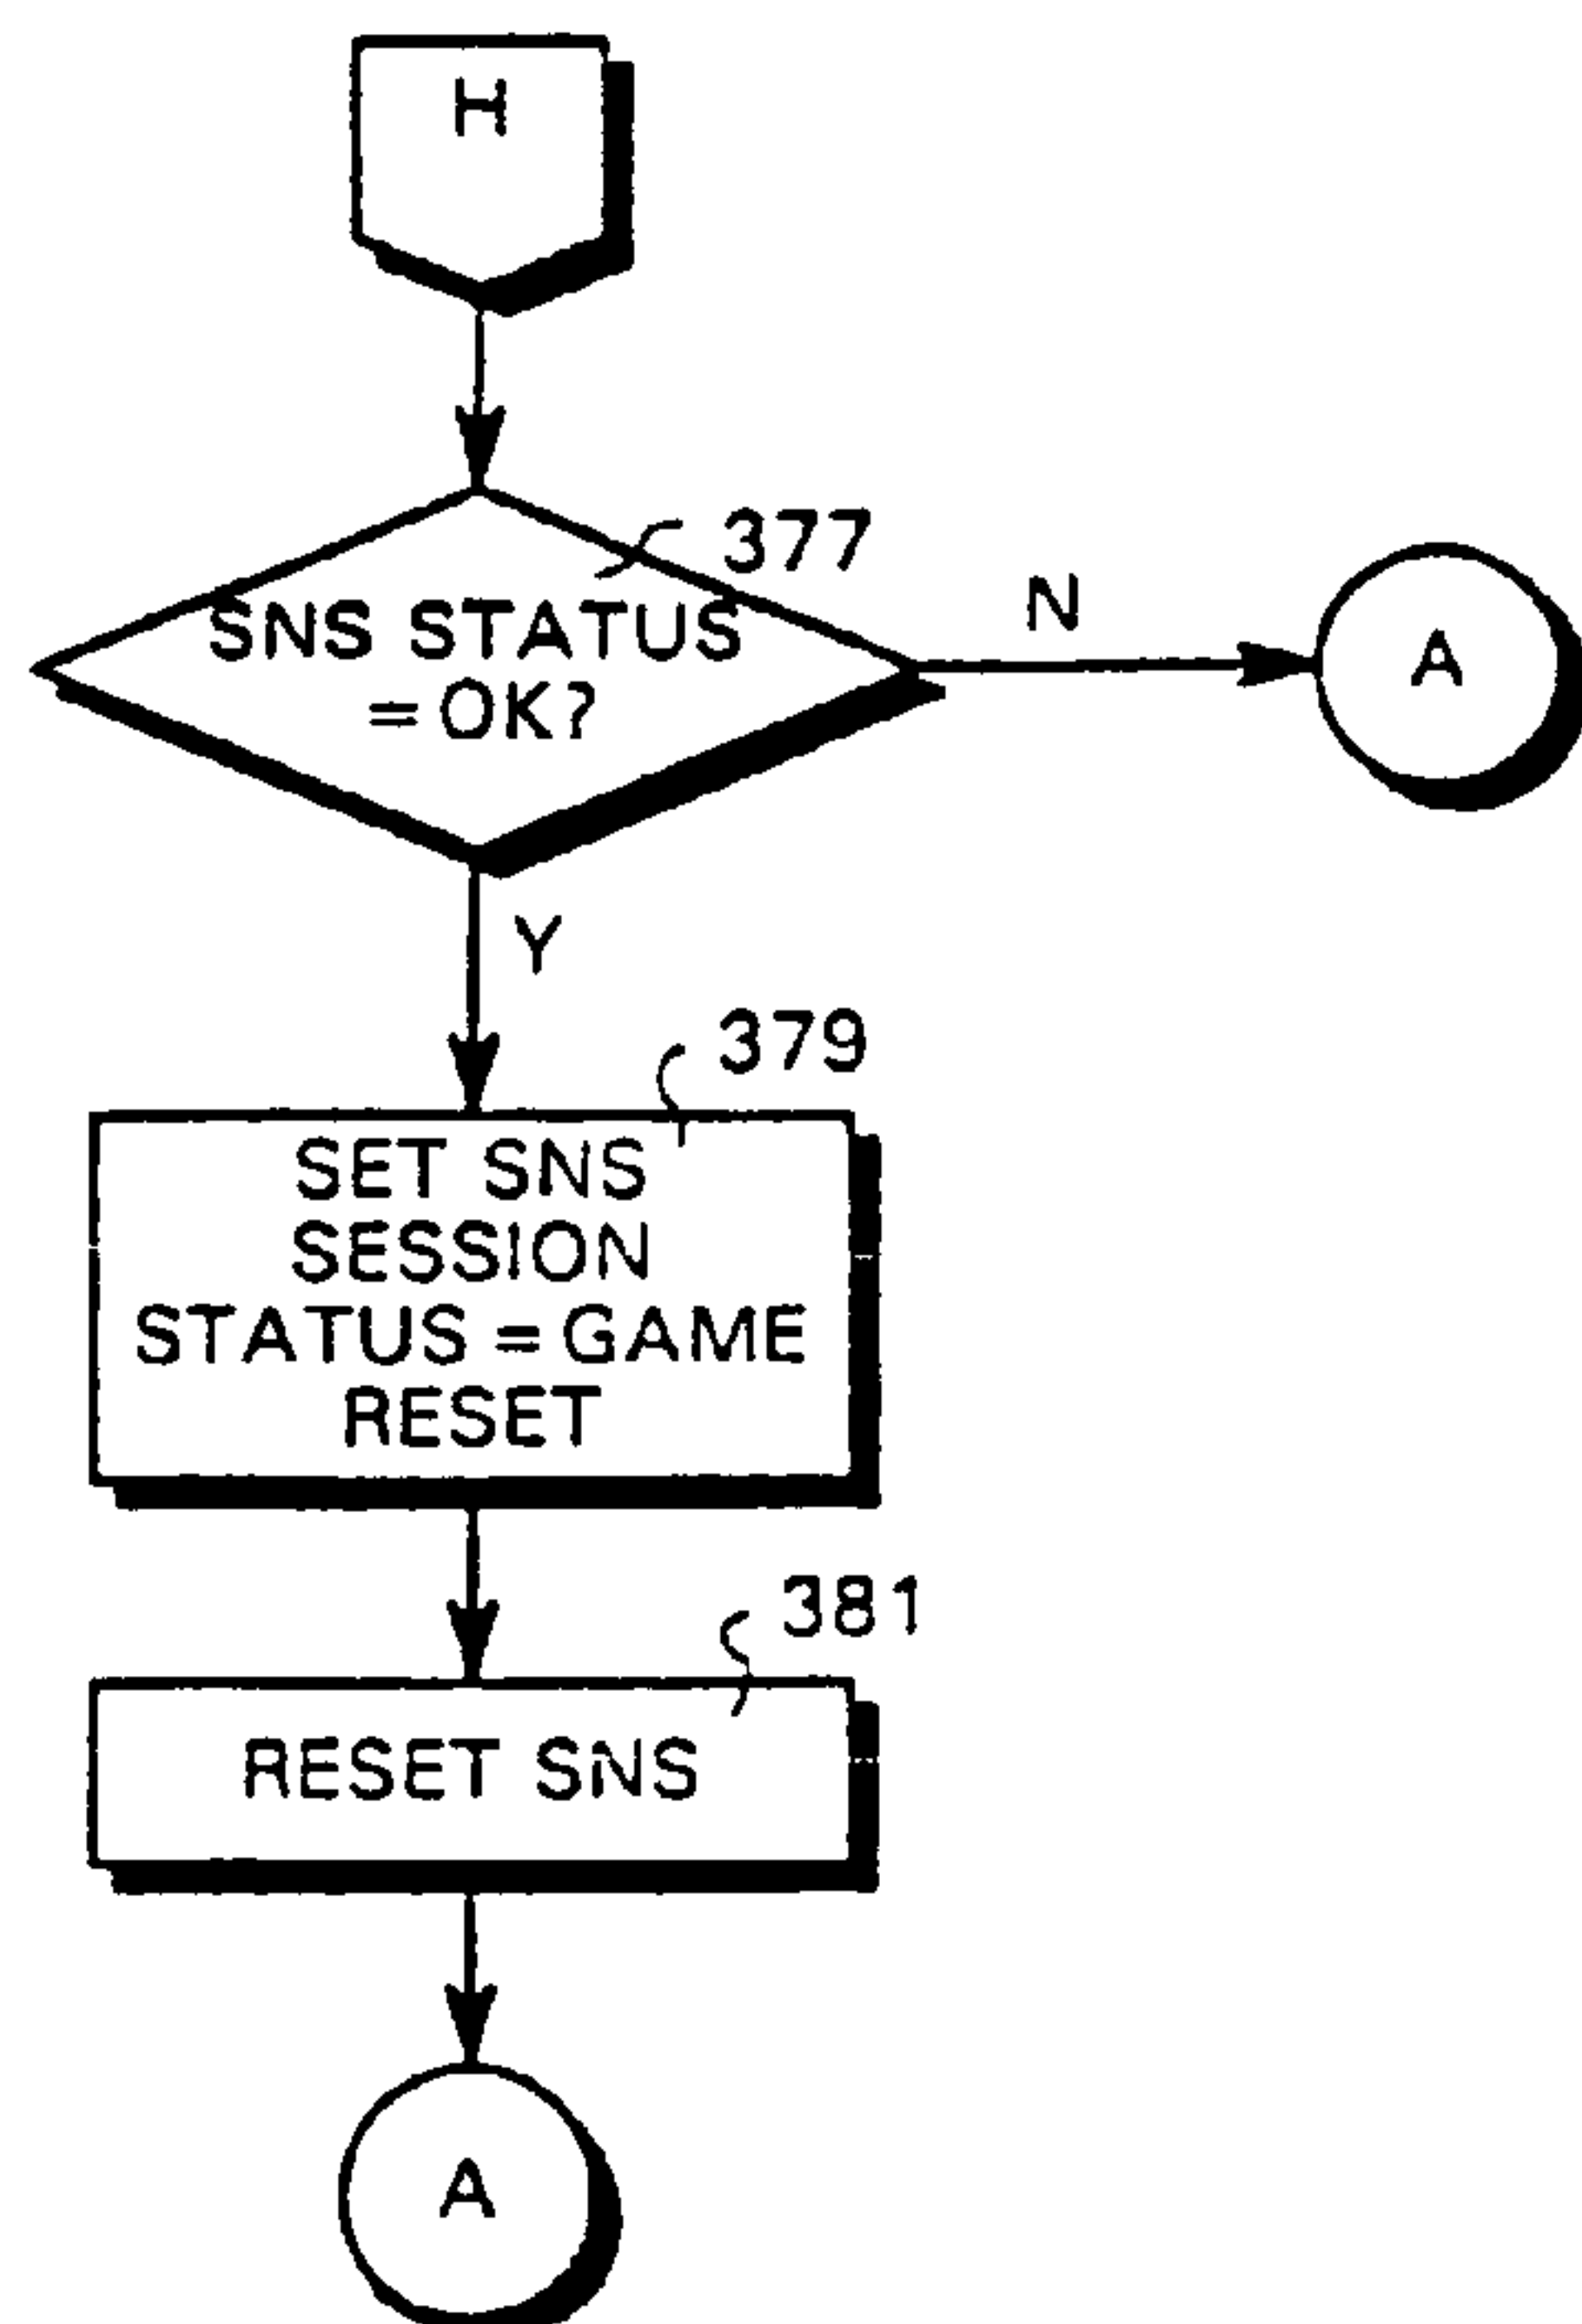 H
377
SNS STATUS
=OK?
N
A
Y
379
SET SNS
SESSION
STATUS=GAME
RESET
381
RESET SNS
A